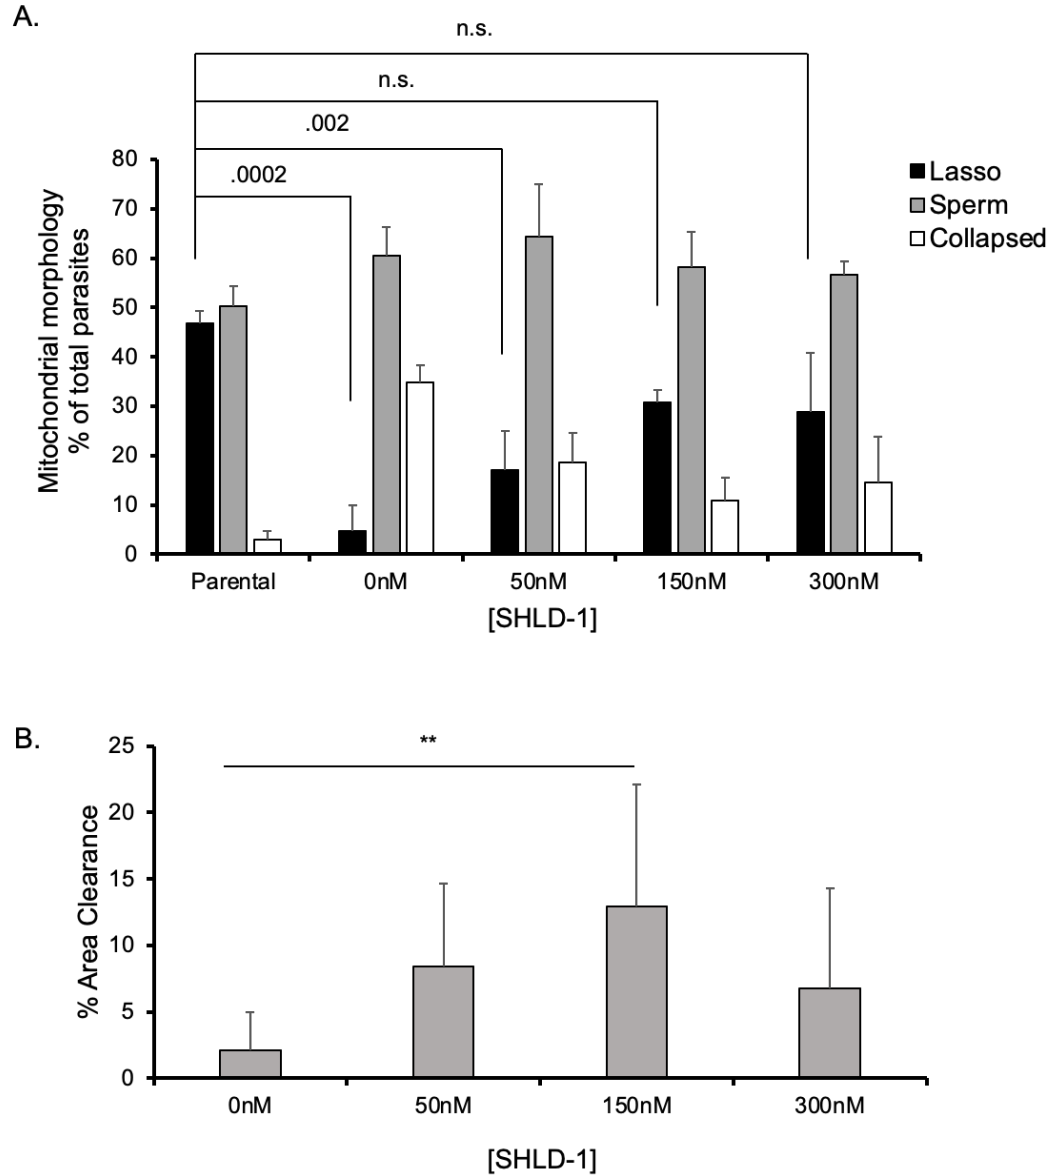 A.
n.s.
n.s.
.002
.0002
Mitochondrial morphology
% of total parasites
80
70
60
50
40
30
20
10
0
Lasso
Sperm
Collapsed
Parental 0nM 50nM 150nM 300nM
[SHLD-1]
B.
**
% Area Clearance
25
20
15
10
5
0
0nM 50nM 150nM 300nM
[SHLD-1]